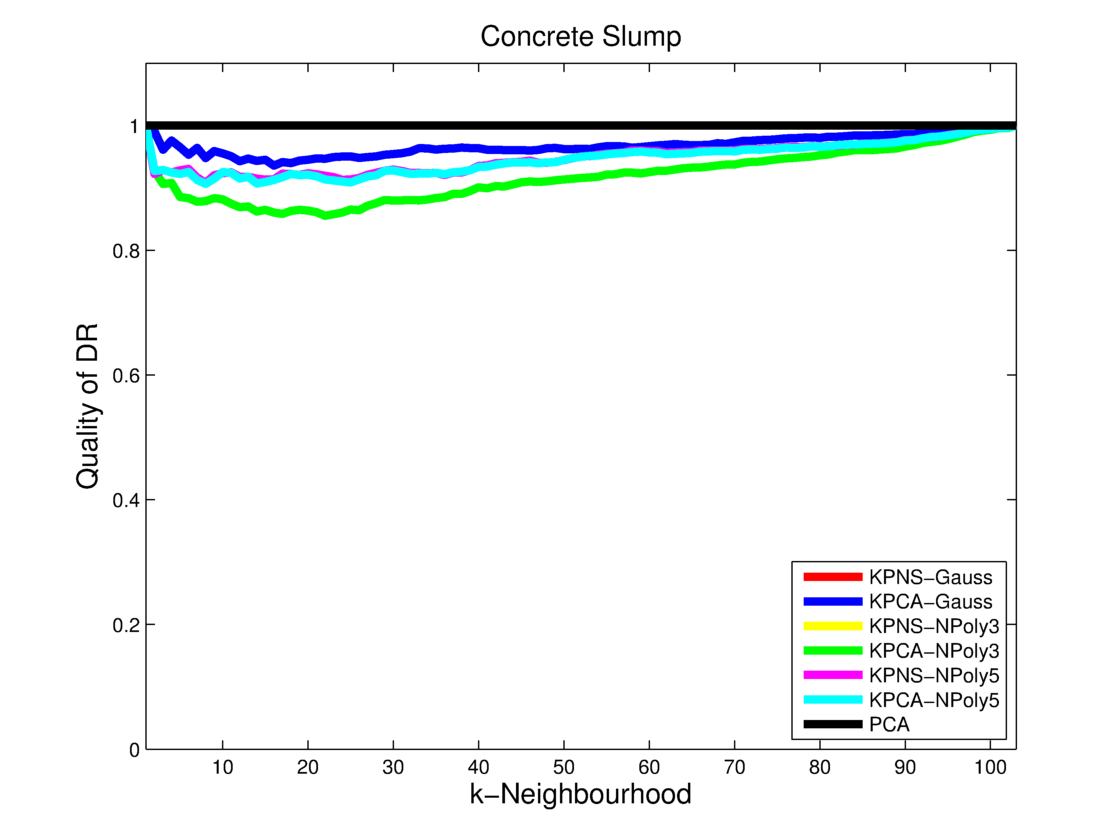 Concrete Slump
Quality of DR
1
0.8
0.6
0.4
0.2
0
10 20 30 40 50 60 70 80 90 100
k−Neighbourhood
KPNS−Gauss
KPCA−Gauss
KPNS−NPoly3
KPCA−NPoly3
KPNS−NPoly5
KPCA−NPoly5
PCA